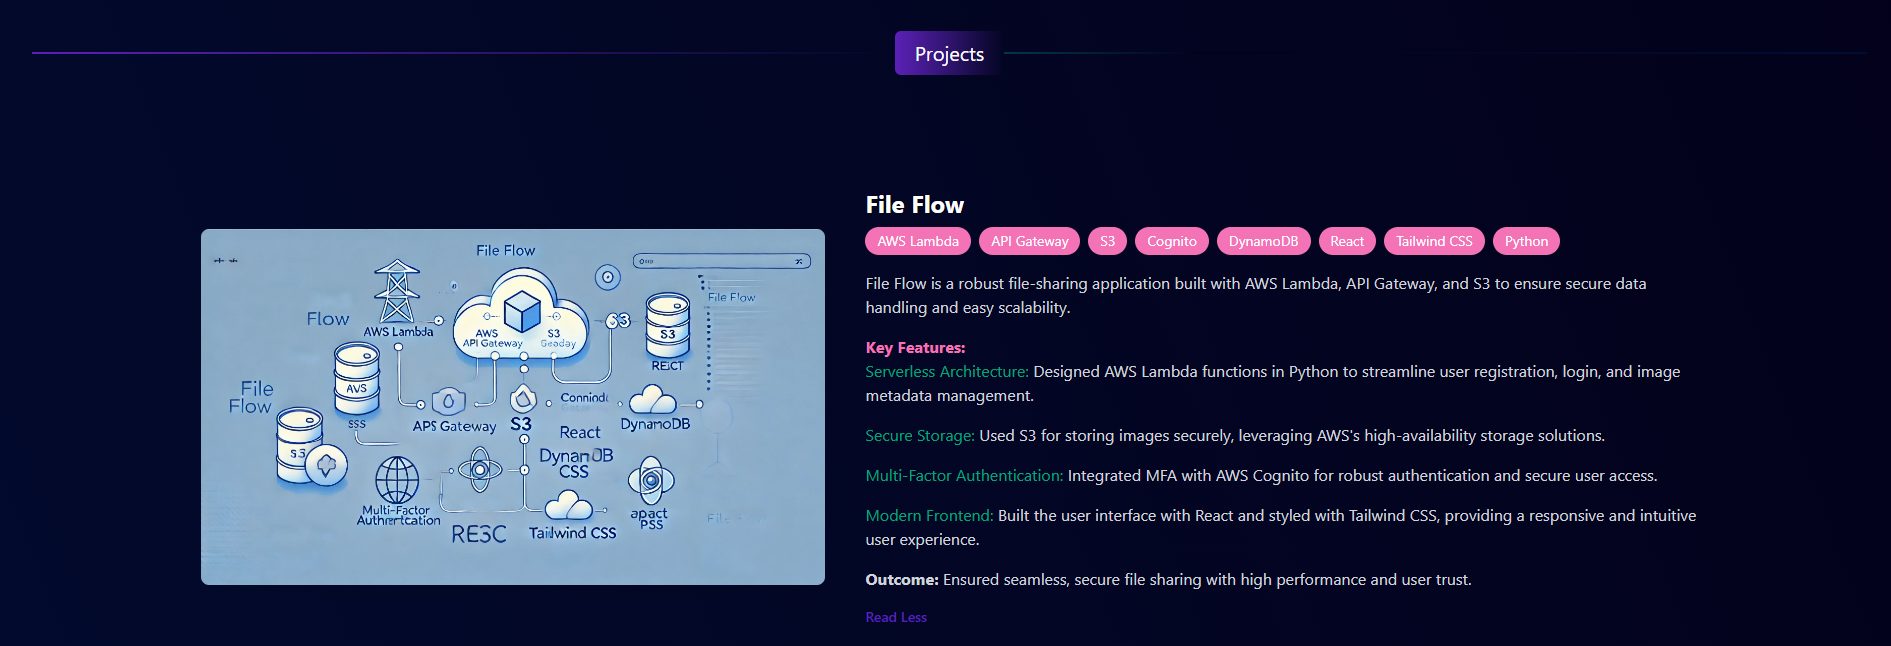 Projects
File Flow
Flow
AWS Lambda
AWS
API Gateway
S3
S3
S3
REICT
File Flow
File
Flow
AVS
SSS
S3
APS Gateway
S3
Connindi
React
DynamoDB
DynamOB
CSS
Multi-Factor
Authertcation
RE3C
Tailwind CSS
apact
PSS
File Flow
File Flow
AWS Lambda
API Gateway
S3
Cognito
DynamoDB
React
Tailwind CSS
Python
File Flow is a robust file-sharing application built with AWS Lambda, API Gateway, and S3 to ensure secure data
handling and easy scalability.
Key Features:
Serverless Architecture: Designed AWS Lambda functions in Python to streamline user registration, login, and image
metadata management.
Secure Storage: Used S3 for storing images securely, leveraging AWS's high-availability storage solutions.
Multi-Factor Authentication: Integrated MFA with AWS Cognito for robust authentication and secure user access.
Modern Frontend: Built the user interface with React and styled with Tailwind CSS, providing a responsive and intuitive
user experience.
Outcome: Ensured seamless, secure file sharing with high performance and user trust.
Read Less